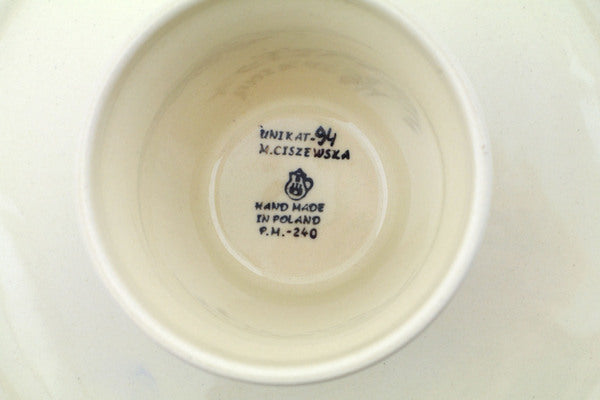 UNIKAT-94
M.CISZEWSKA
HAND MADE
IN POLAND
P.M.-240